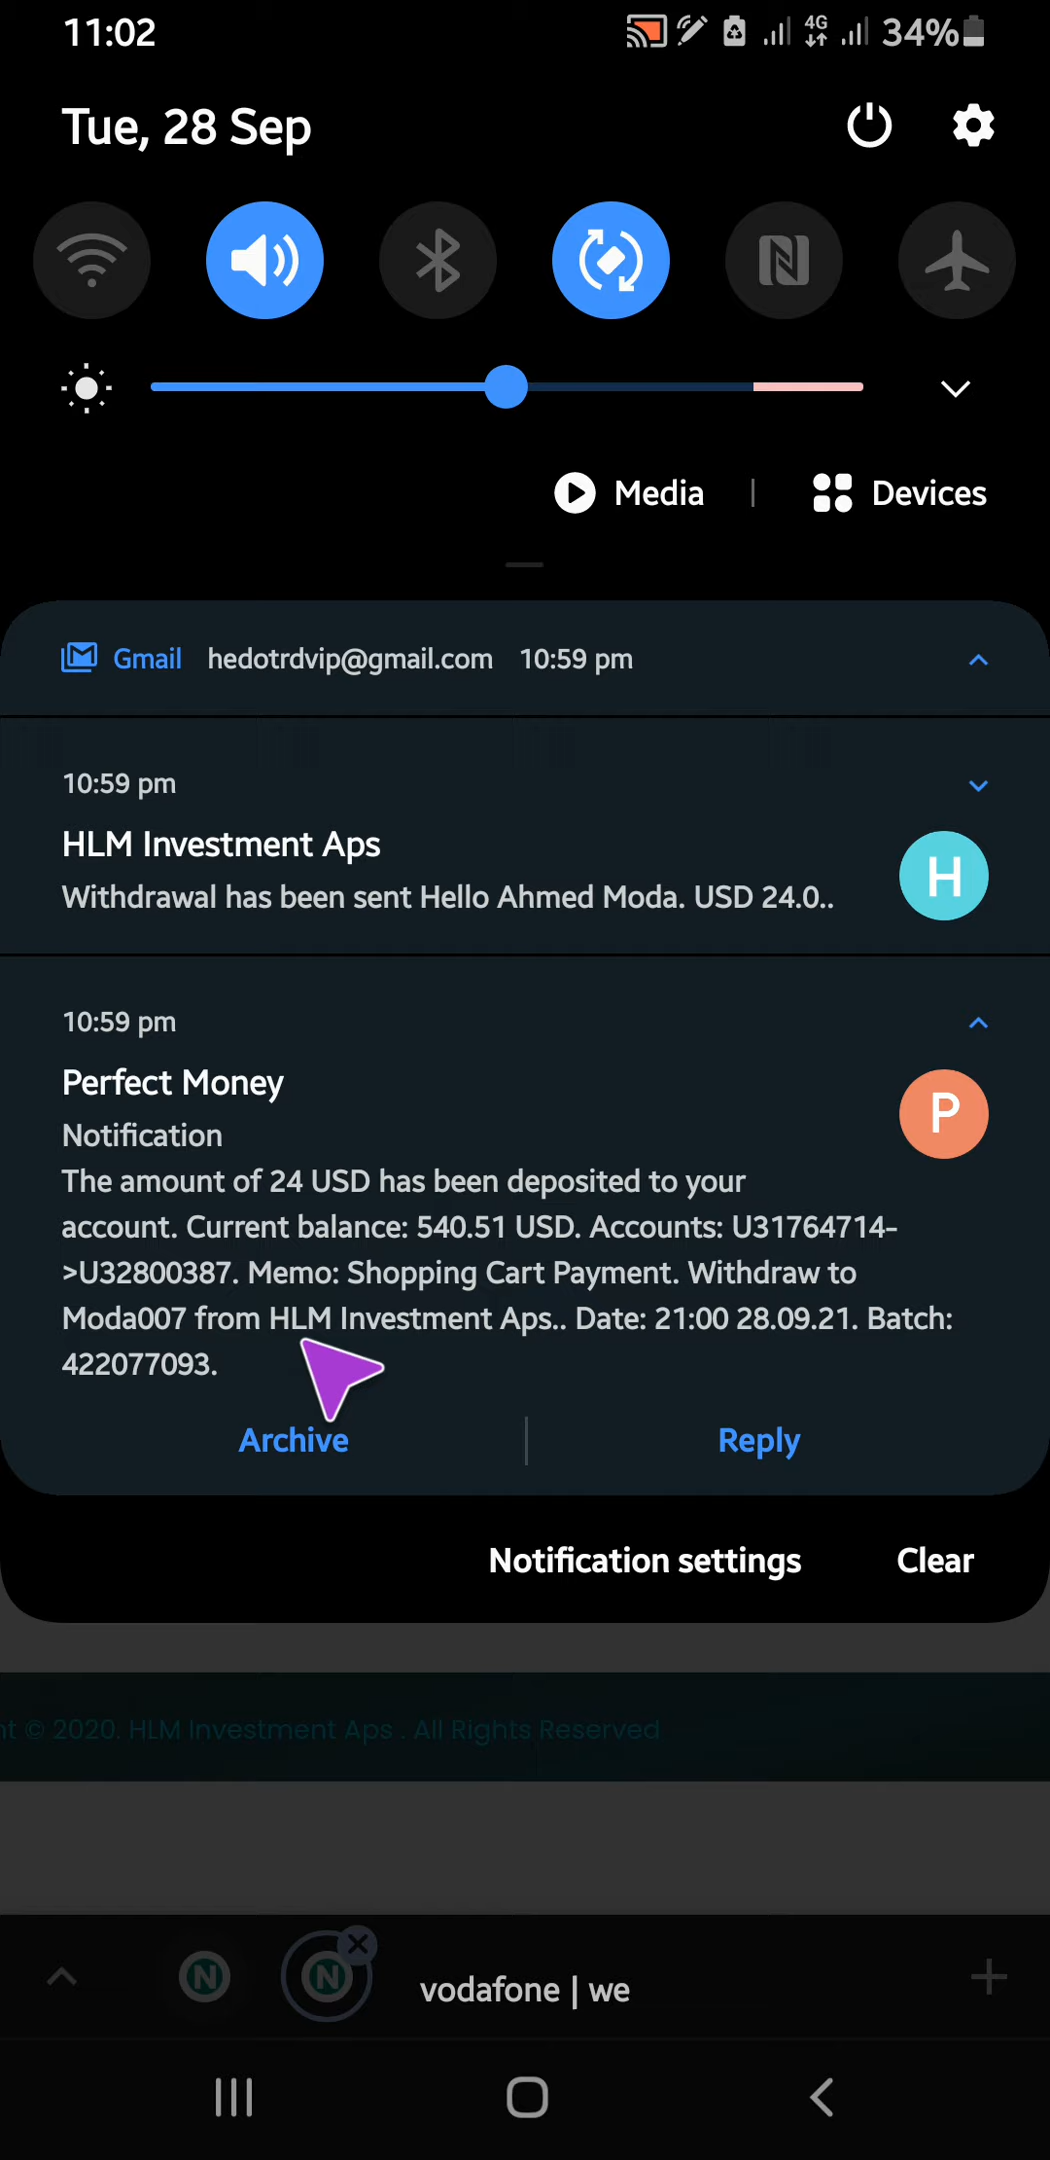 11:02
4G
34%
Tue, 28 Sep
Media | Devices
Gmail hedotrdvip@gmail.com 10:59 pm
10:59 pm
HLM Investment Aps
Withdrawal has been sent Hello Ahmed Moda. USD 24.0..
H
10:59 pm
Perfect Money
P
Notification
The amount of 24 USD has been deposited to your
account. Current balance: 540.51 USD. Accounts: U31764714-
>U32800387. Memo: Shopping Cart Payment. Withdraw to
Moda007 from HLM Investment Aps.. Date: 21:00 28.09.21. Batch:
422077093.
Archive | Reply
Notification settings Clear
nt © 2020. HLM Investment Aps . All Rights Reserved
N N vodafone | we